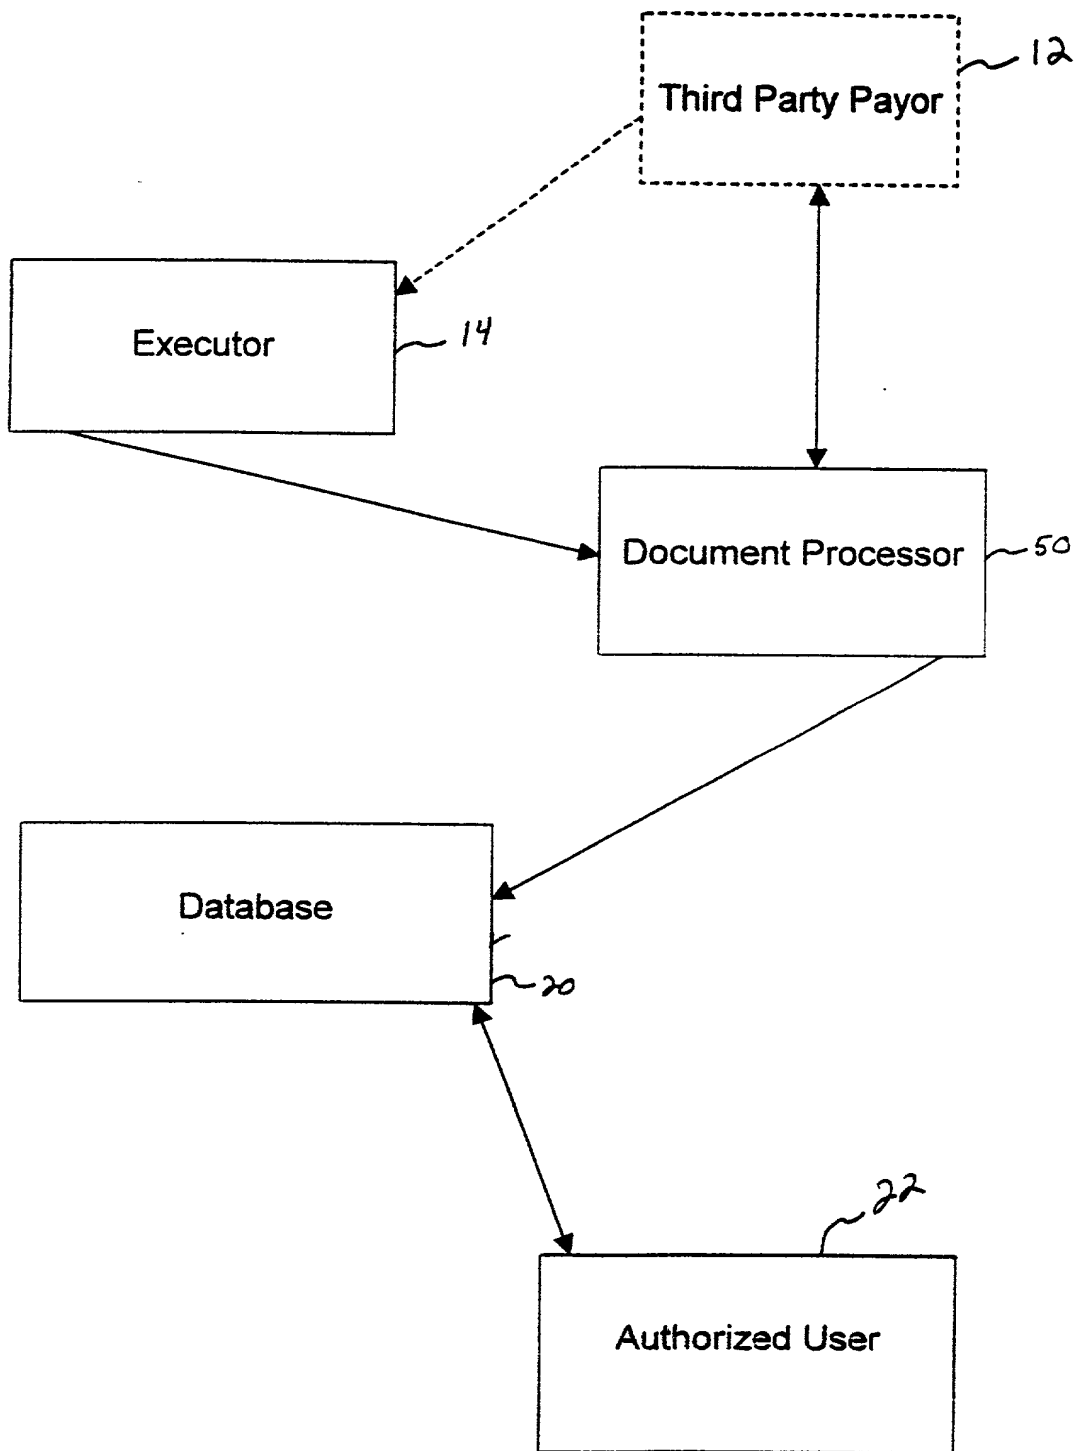 12
Third Party Payor
Executor
14
Document Processor
50
Database
20
22
Authorized User